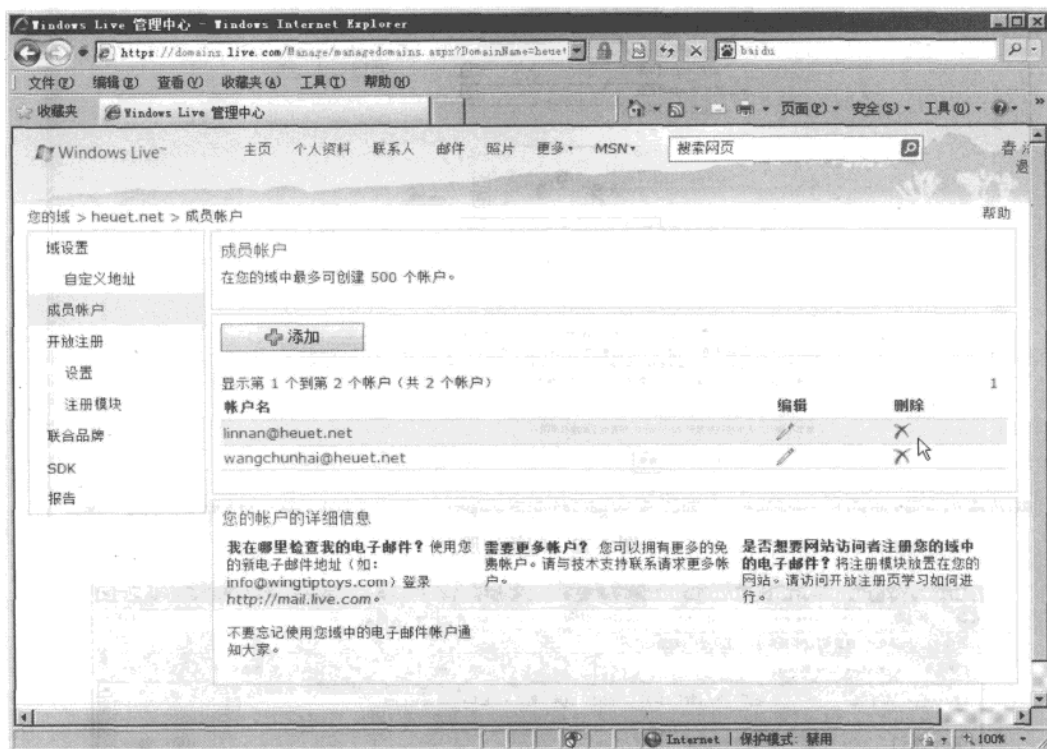 Windows Live 管理中心 - Windows Internet Explorer
https://domains.live.com/Manage/managedomains.aspx?DomainName=heuet
baidu
文件(F) 编辑(E) 查看(V) 收藏夹(A) 工具(T) 帮助(H)
收藏夹 Windows Live 管理中心 页面(P) 安全(S) 工具(O)
Windows Live™ 主页 个人资料 联系人 邮件 照片 更多 MSN 搜索网页 春
退
您的域 > heuet.net > 成员帐户 帮助
域设置
自定义地址
成员帐户
开放注册
设置
注册模块
联合品牌
SDK
报告
成员帐户
在您的域中最多可创建 500 个帐户。
添加
显示第 1 个到第 2 个帐户（共 2 个帐户） 1
帐户名 编辑 删除
linnan@heuet.net
wangchunhai@heuet.net
您的帐户的详细信息
我在哪里检查我的电子邮件？使用您
的新电子邮件地址（如：
info@wingtiptoys.com）登录
http://mail.live.com。
不要忘记使用您域中的电子邮件帐户通
知大家。
需要更多帐户？ 您可以拥有更多的免
费帐户。请与技术支持联系请求更多帐
户。
是否想要网站访问者注册您的域中
的电子邮件？将注册模块放置在您的
网站。请访问开放注册页学习如何进
行。
Internet | 保护模式: 禁用 100%